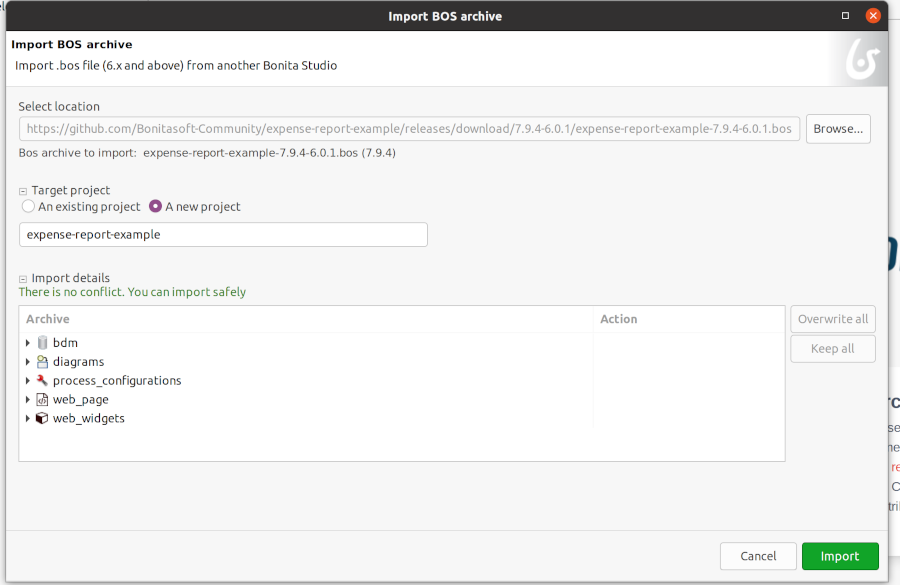 Import BOS archive
Import BOS archive
Import .bos file (6.x and above) from another Bonita Studio
Select location
https://github.com/Bonitasoft-Community/expense-report-example/releases/download/7.9.4-6.0.1/expense-report-example-7.9.4-6.0.1.bos Browse...
Bos archive to import: expense-report-example-7.9.4-6.0.1.bos (7.9.4)
Target project
An existing project A new project
expense-report-example
Import details
There is no conflict. You can import safely
Archive Action
Overwrite all
bdm
Keep all
diagrams
process_configurations
web_page
web_widgets
Cancel Import